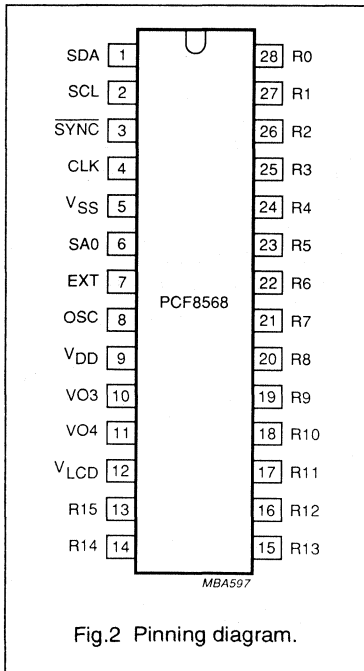 SDA 1 28 R0
SCL 2 27 R1
SYNC 3 26 R2
CLK 4 25 R3
VSS 5 24 R4
SA0 6 23 R5
EXT 7 22 R6
PCF8568
OSC 8 21 R7
VDD 9 20 R8
VO3 10 19 R9
VO4 11 18 R10
VLCD 12 17 R11
R15 13 16 R12
R14 14 15 R13
MBA597
Fig.2 Pinning diagram.